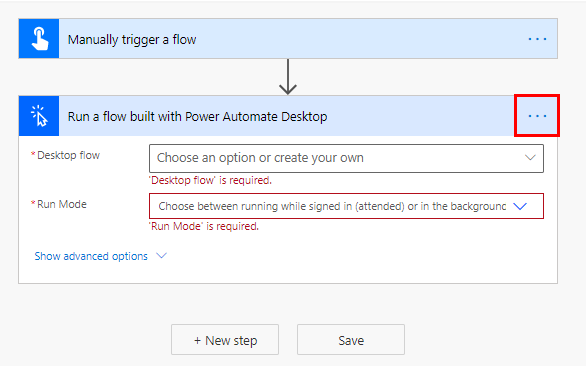 Manually trigger a flow
Run a flow built with Power Automate Desktop
*Desktop flow
Choose an option or create your own
'Desktop flow' is required.
*Run Mode
Choose between running while signed in (attended) or in the background
'Run Mode' is required.
Show advanced options
+ New step
Save